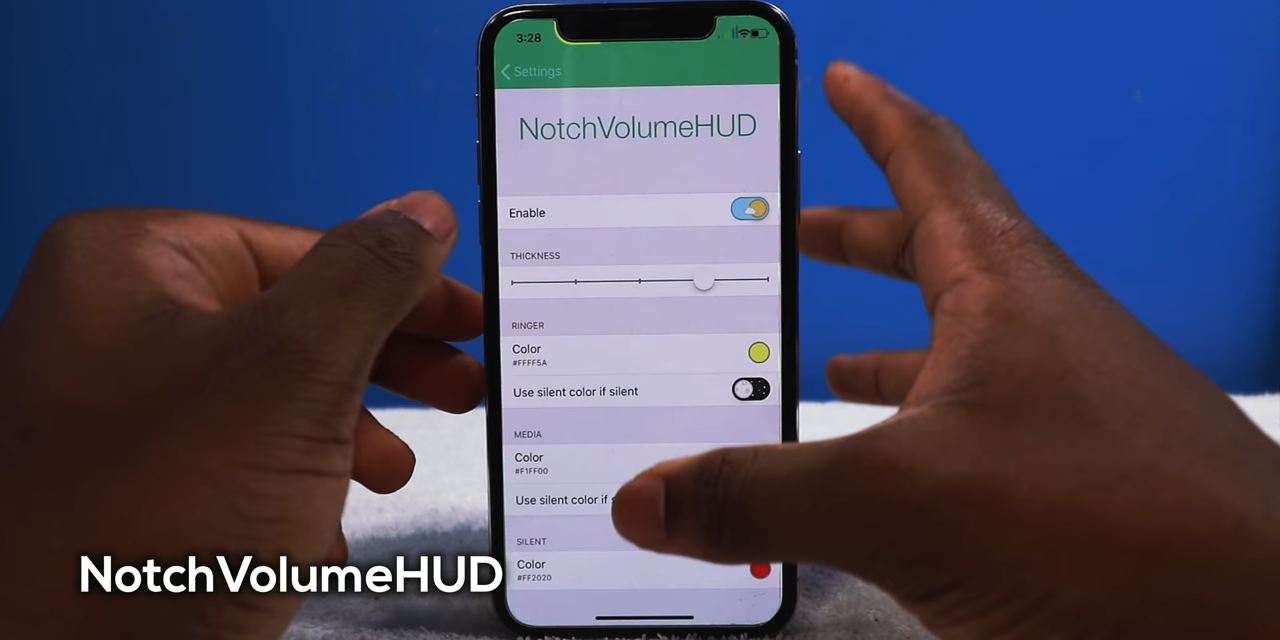 3:28
Settings
NotchVolumeHUD
Enable
THICKNESS
RINGER
Color
#FFFF5A
Use silent color if silent
MEDIA
Color
#F1FF00
Use silent color if
SILENT
Color
#FF2020
NotchVolumeHUD